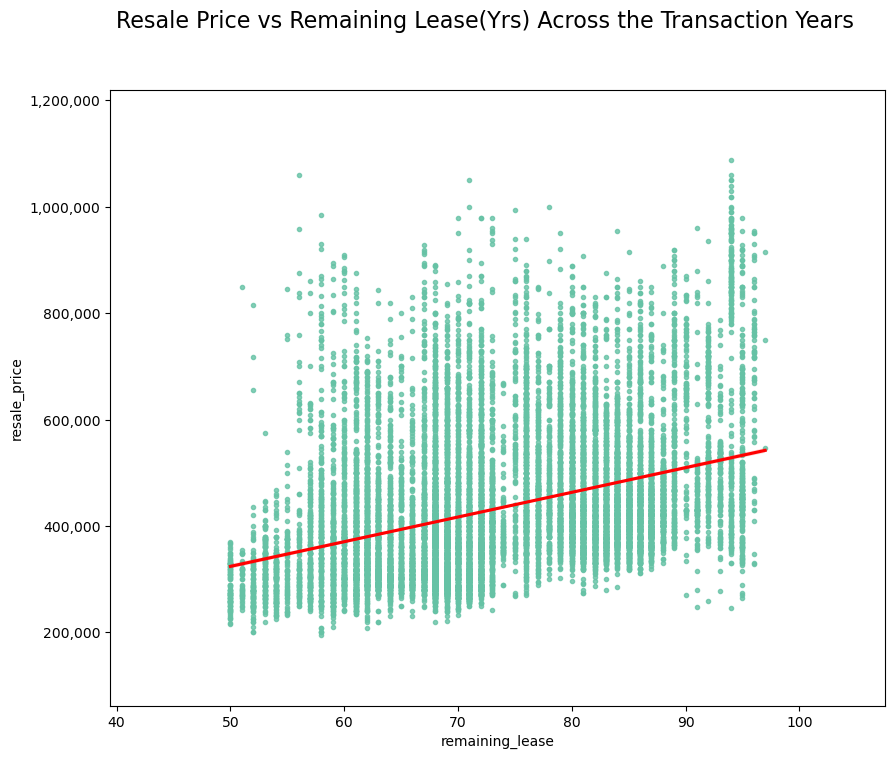 Resale Price vs Remaining Lease(Yrs) Across the Transaction Years
1,200,000
1,000,000
800,000
600,000
400,000
200,000
resale_price
40 50 60 70 80 90 100
remaining_lease